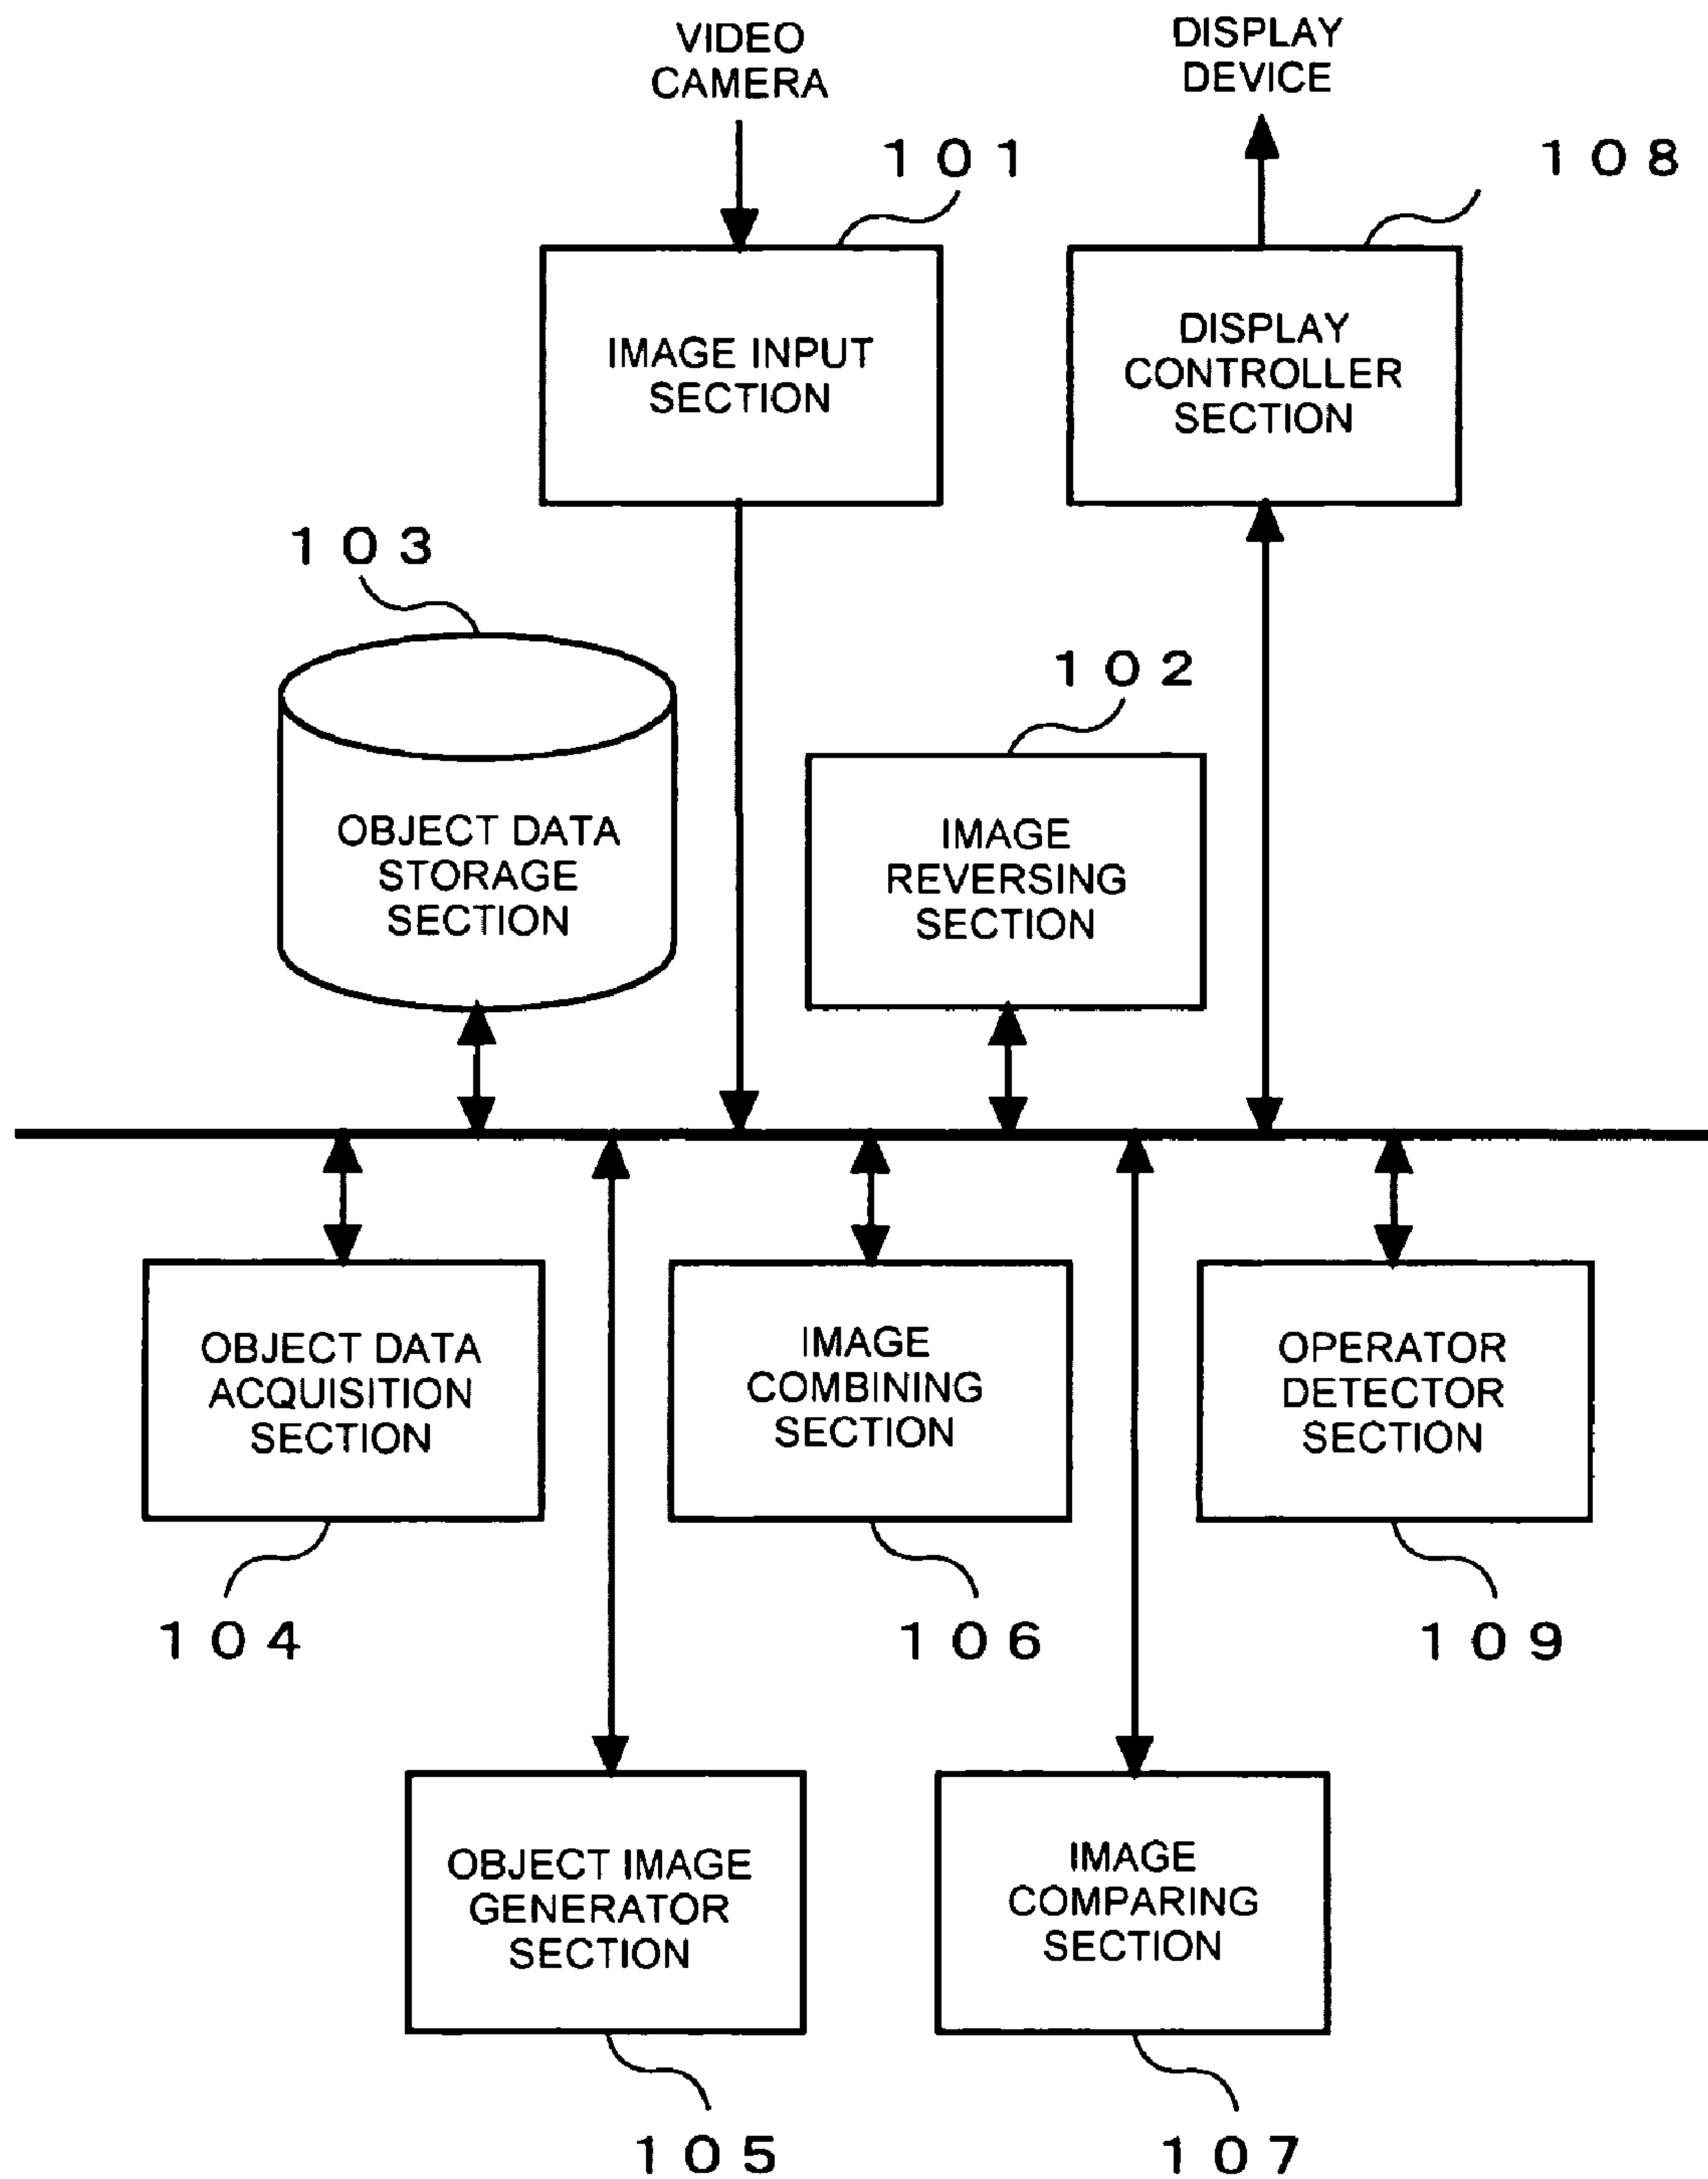 VIDEO
CAMERA
DISPLAY
DEVICE
101
108
IMAGE INPUT
SECTION
DISPLAY
CONTROLLER
SECTION
103
102
OBJECT DATA
STORAGE
SECTION
IMAGE
REVERSING
SECTION
OBJECT DATA
ACQUISITION
SECTION
IMAGE
COMBINING
SECTION
OPERATOR
DETECTOR
SECTION
104
106
109
OBJECT IMAGE
GENERATOR
SECTION
IMAGE
COMPARING
SECTION
105
107